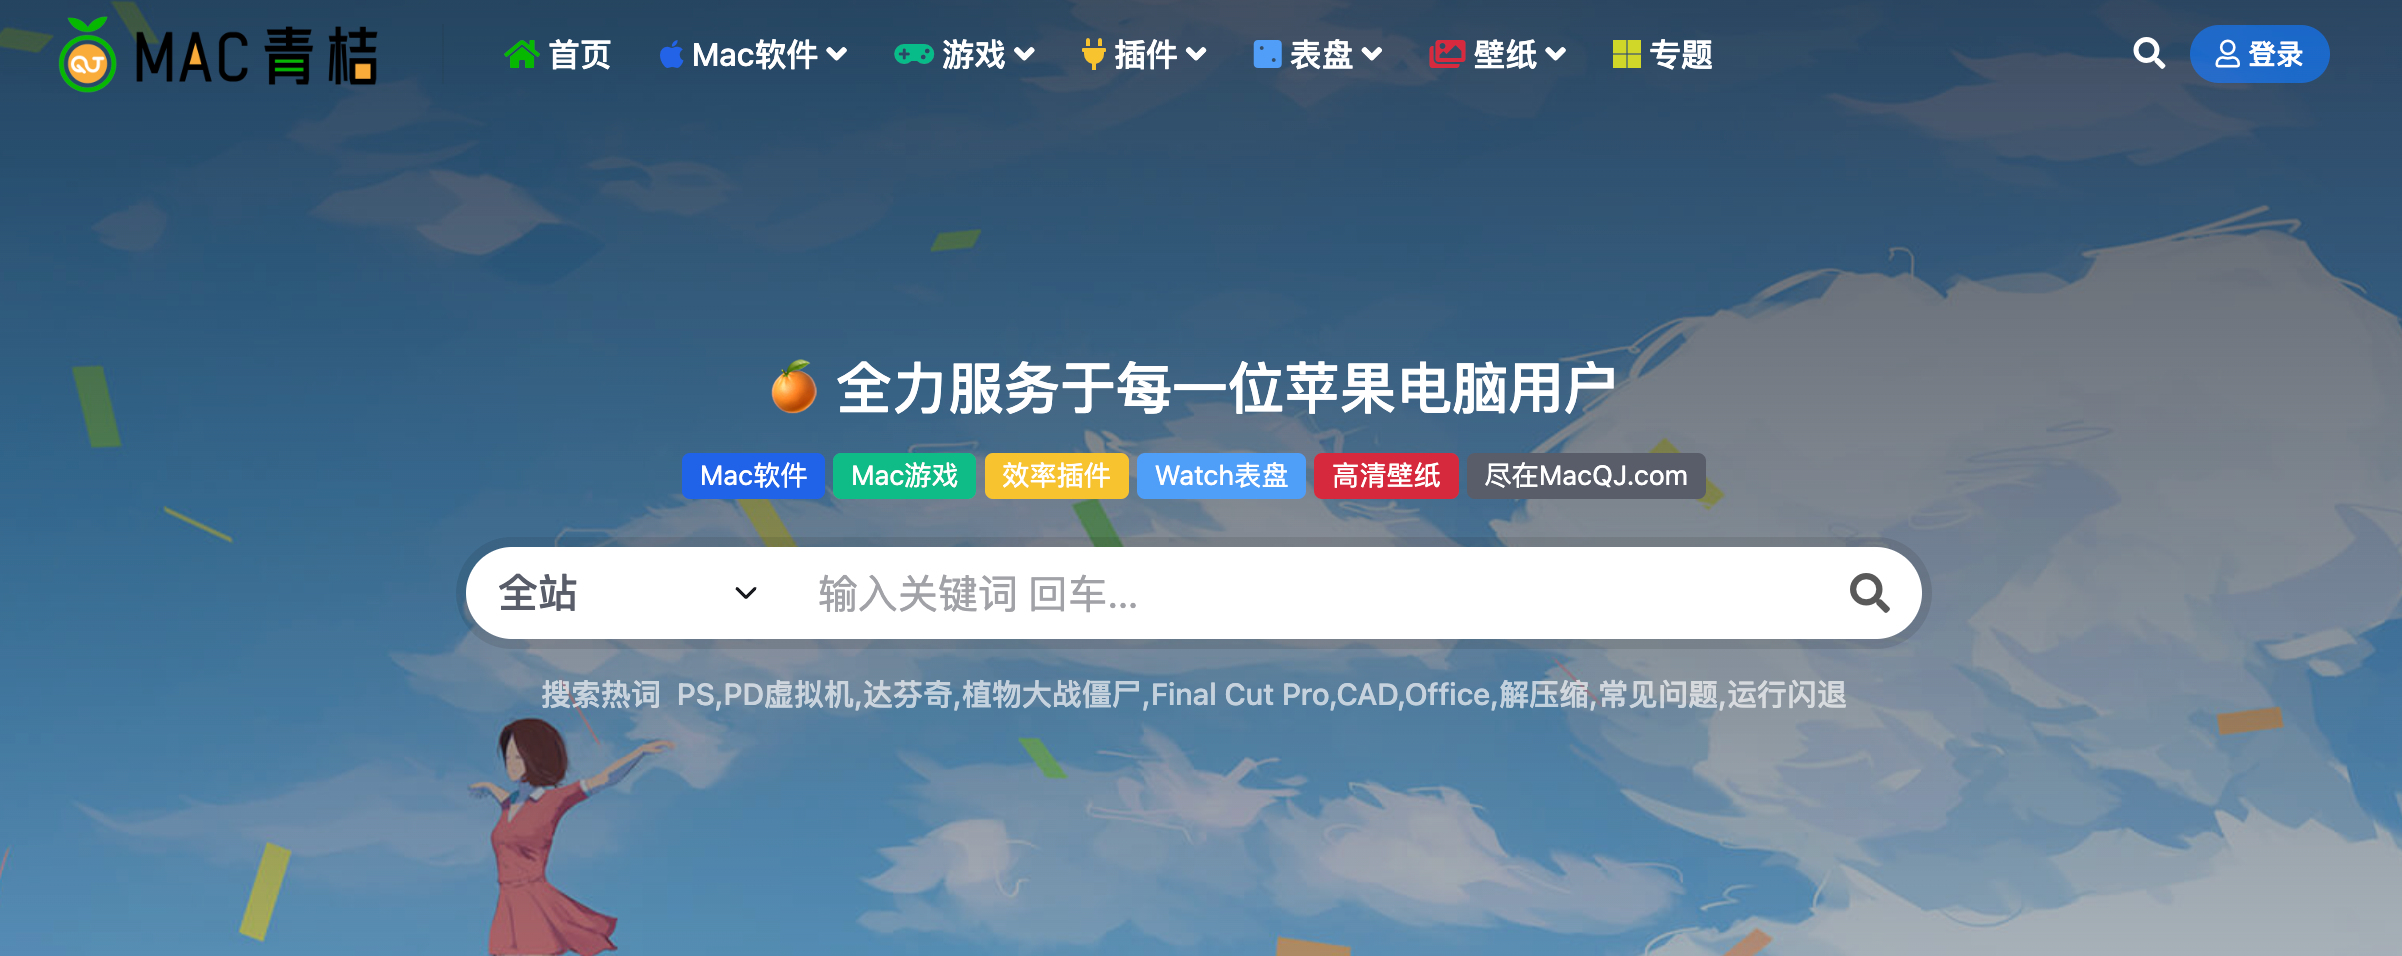 QJ MAC青桔 首页 Mac软件 游戏 插件 表盘 壁纸 专题 登录
全力服务于每一位苹果电脑用户
Mac软件 Mac游戏 效率插件 Watch表盘 高清壁纸 尽在MacQJ.com
全站 输入关键词 回车...
搜索热词 PS,PD虚拟机,达芬奇,植物大战僵尸,Final Cut Pro,CAD,Office,解压缩,常见问题,运行闪退